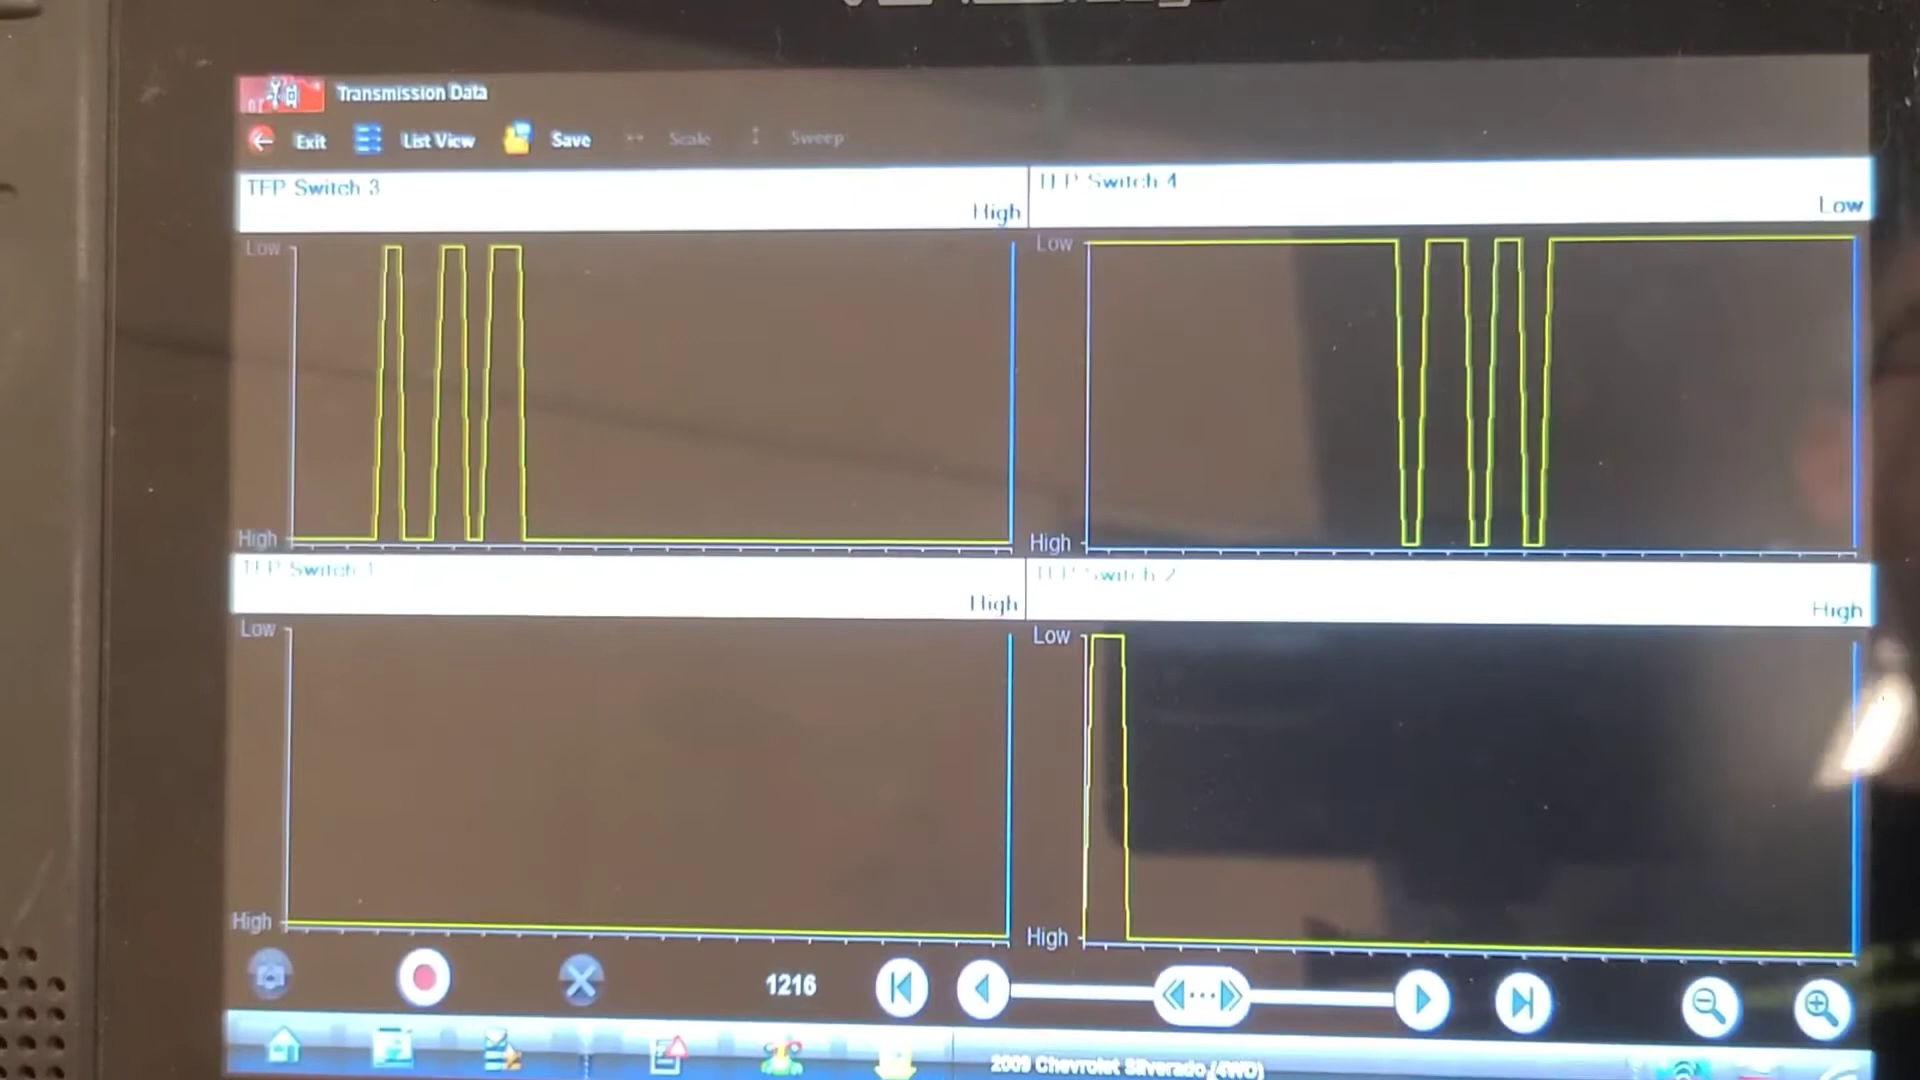 Transmission Data
Exit List View Save Scale Sweep
TFP Switch 3
High
TFP Switch 4
Low
Low
High
Low
High
TFP Switch 1
High
TFP Switch 2
High
Low
High
Low
High
1216
2009 Chevrolet Silverado (4WD)